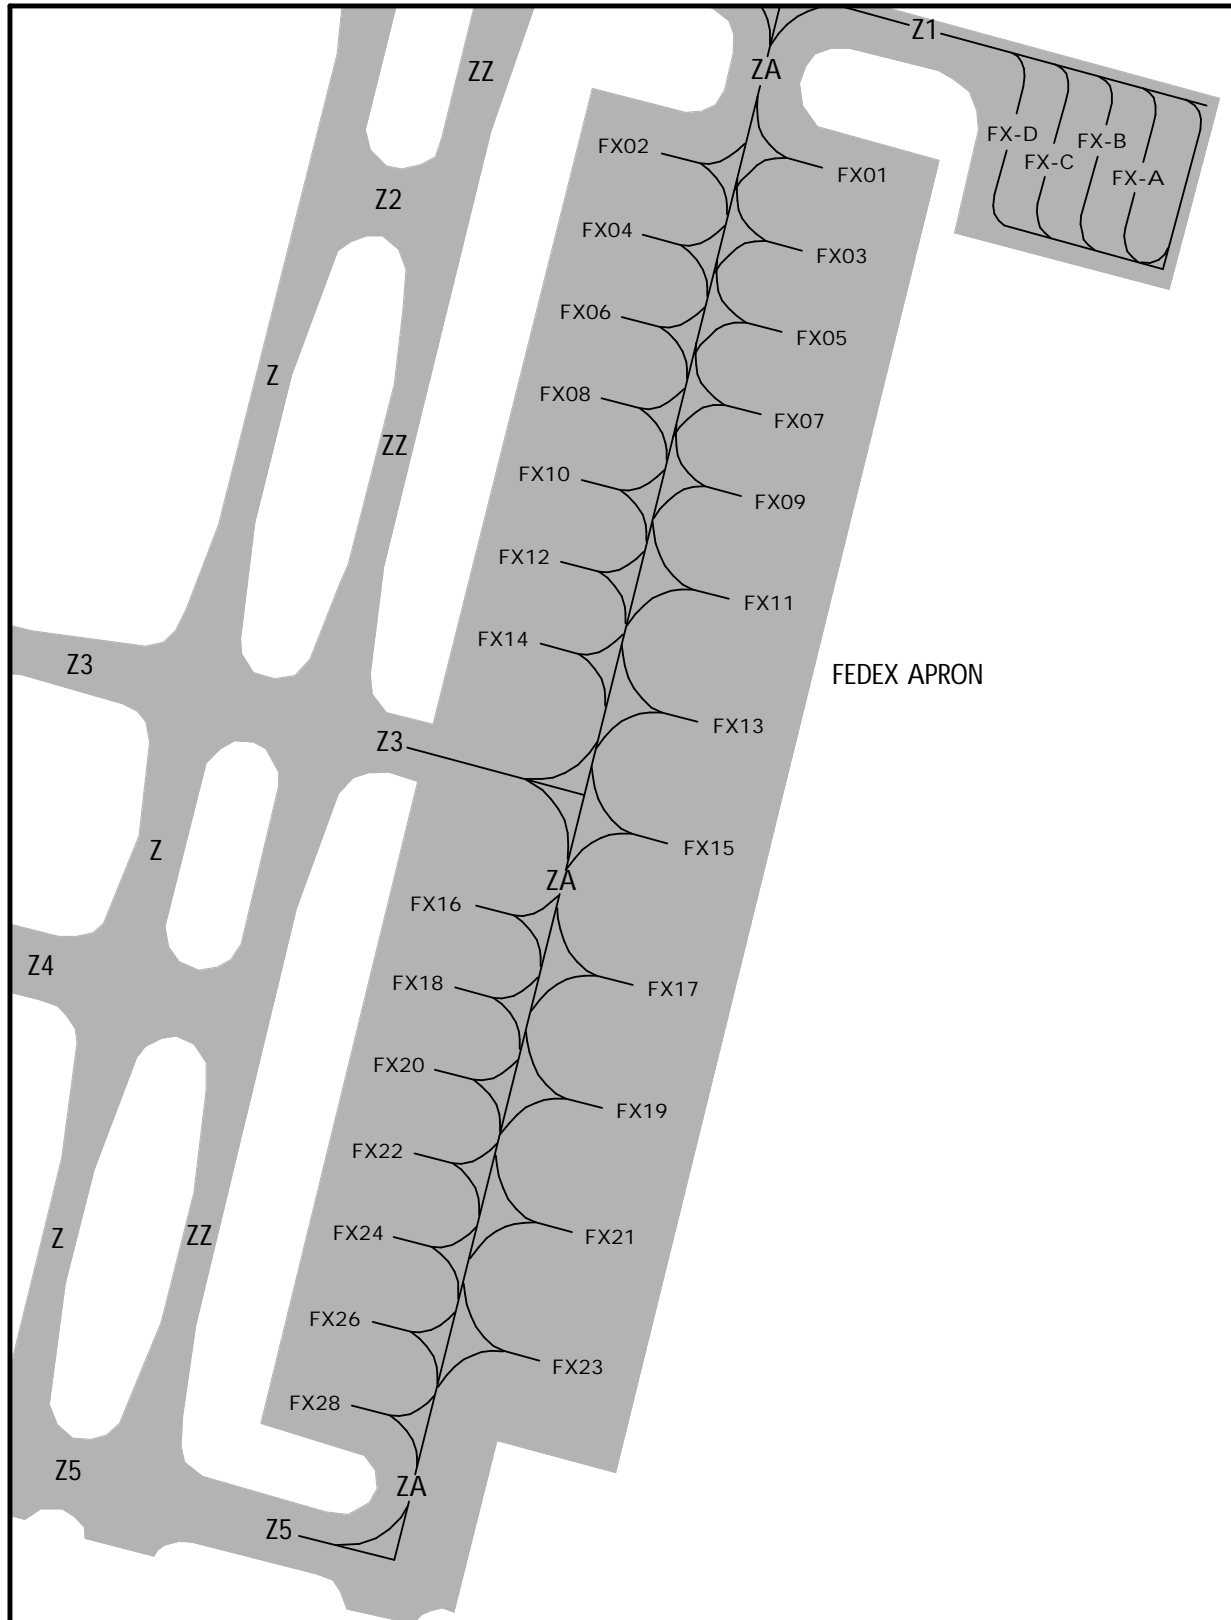 Z1
ZZ
ZA
FX-D
FX-B
FX02
FX-C
FX01
FX-A
Z2
FX04
FX03
FX06
FX05
Z
FX08
FX07
ZZ
FX10
FX09
FX12
FX11
FX14
Z3
FEDEX APRON
FX13
Z3
Z
FX15
ZA
FX16
Z4
FX18
FX17
FX20
FX19
FX22
Z
ZZ
FX24
FX21
FX26
FX23
FX28
Z5
ZA
Z5